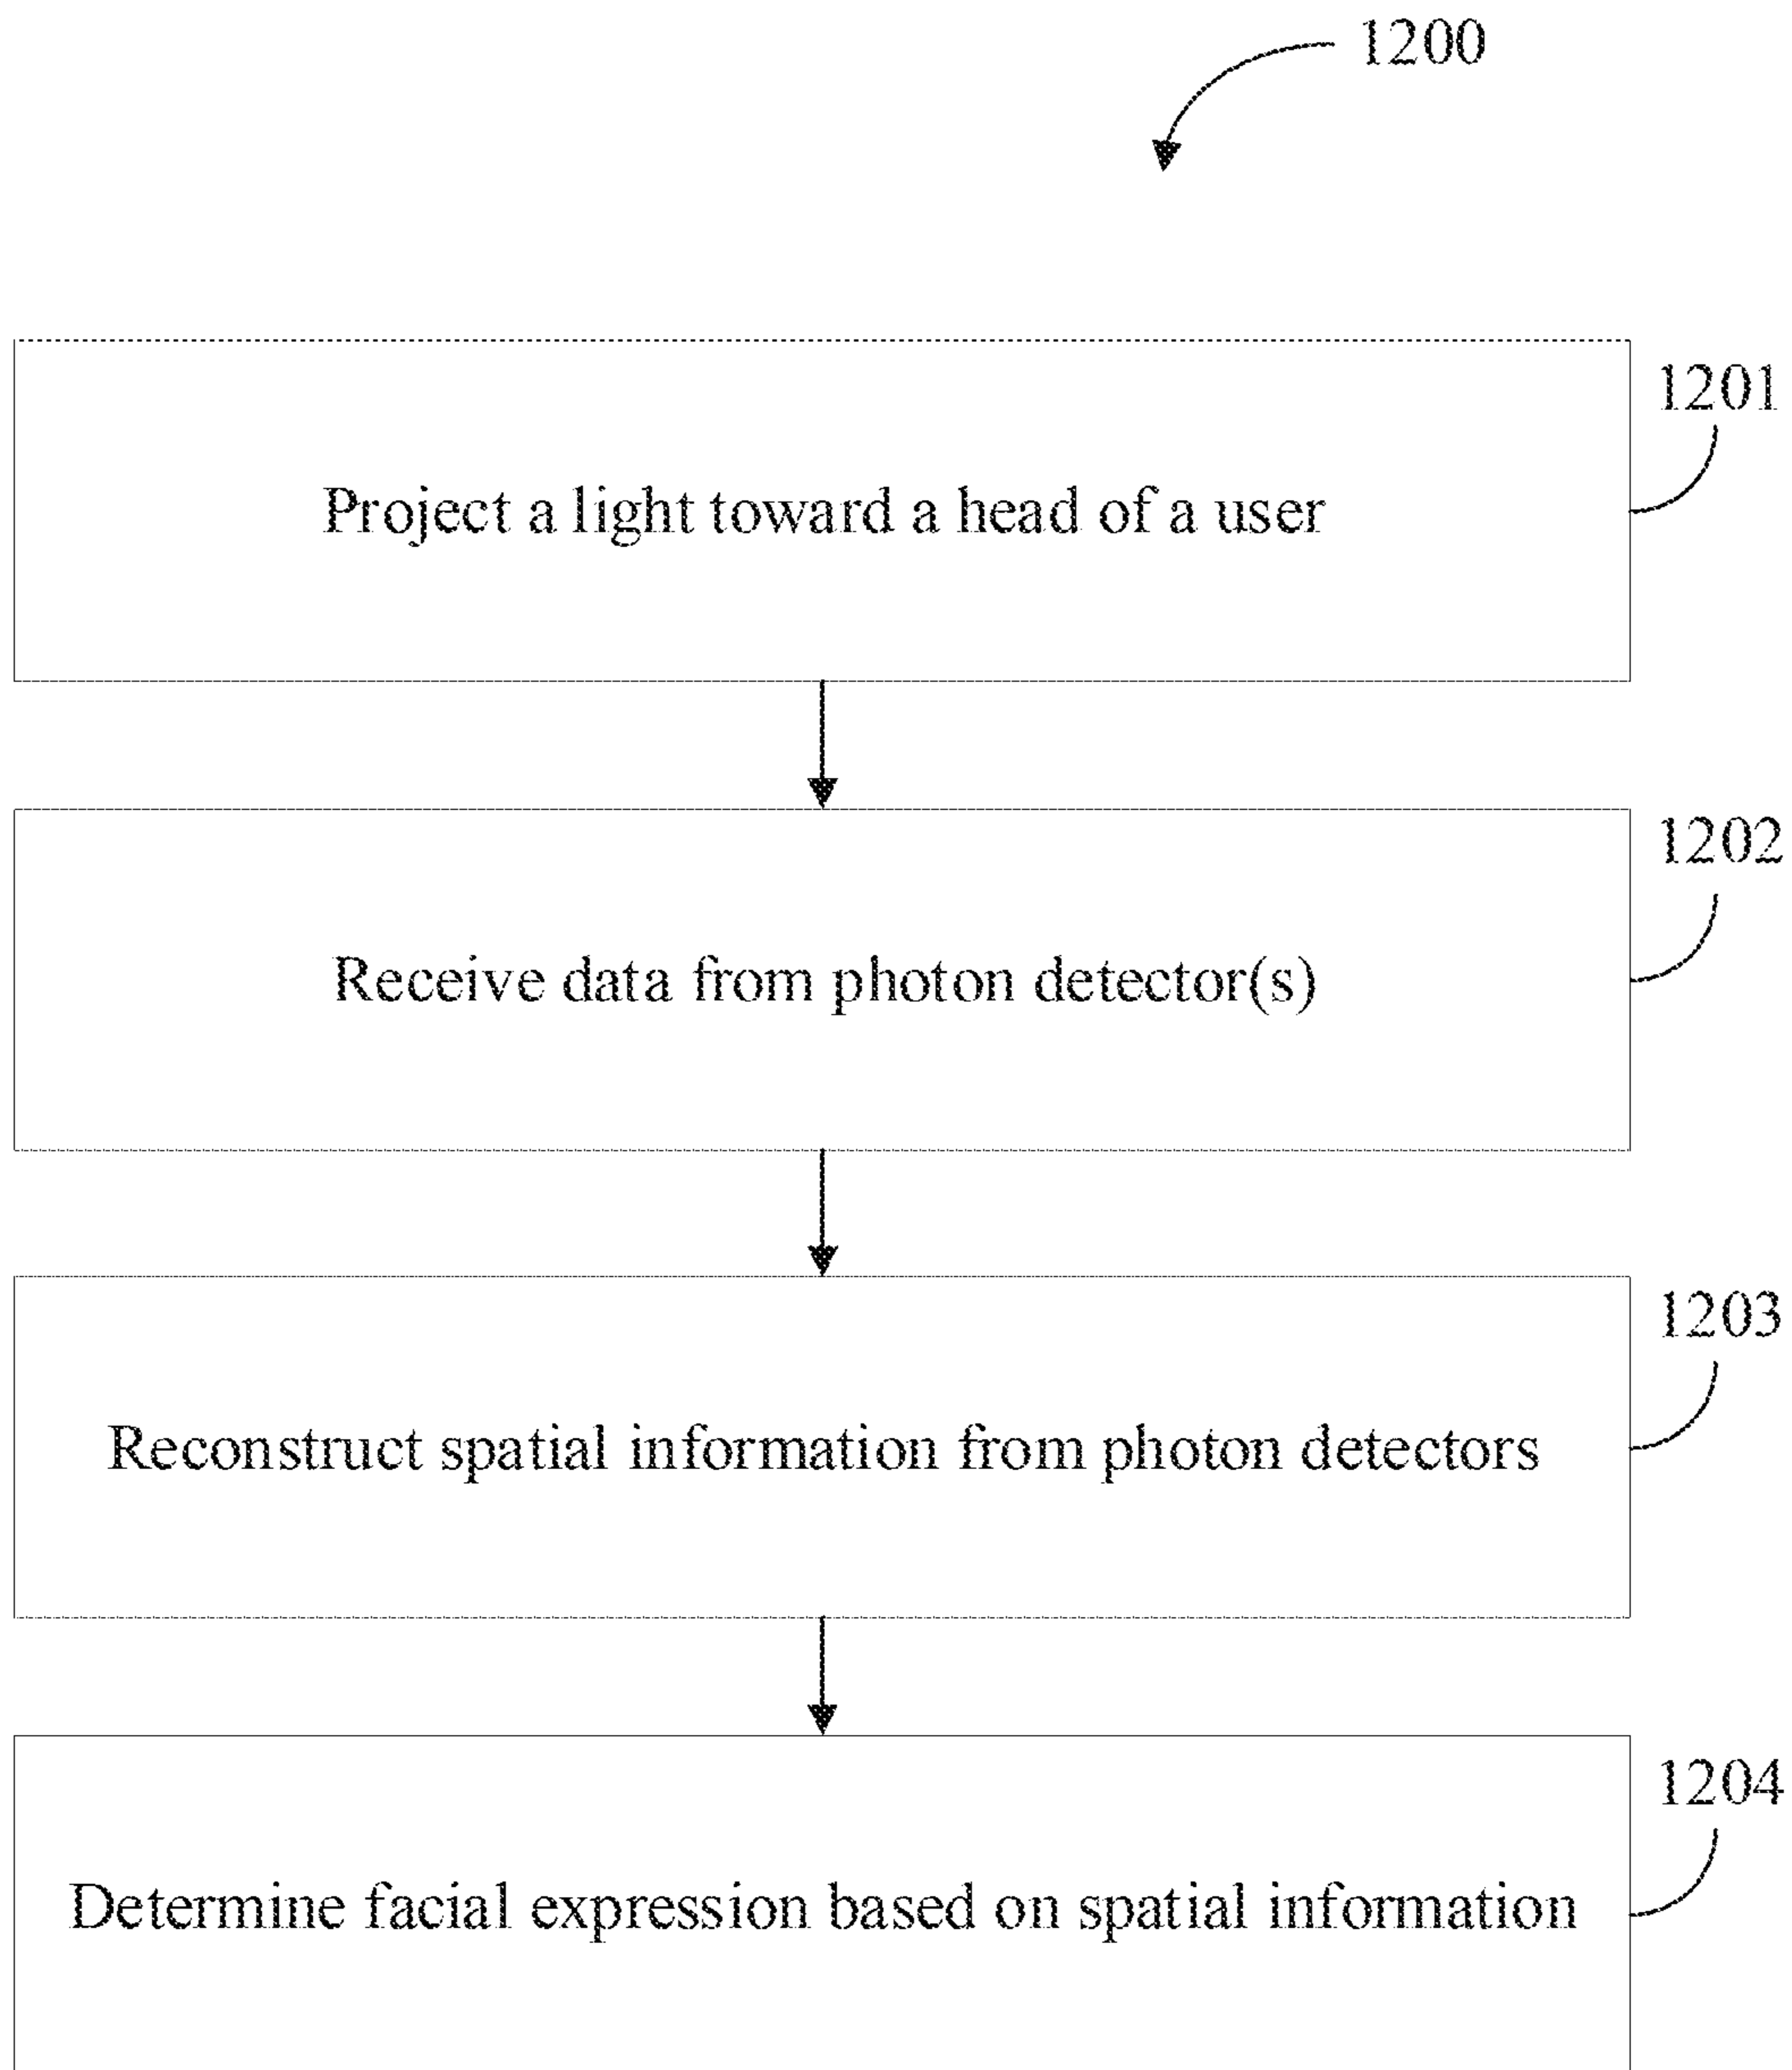 1200
1201
Project a light toward a head of a user
1202
Receive data from photon detector(s)
1203
Reconstruct spatial information from photon detectors
1204
Determine facial expression based on spatial information